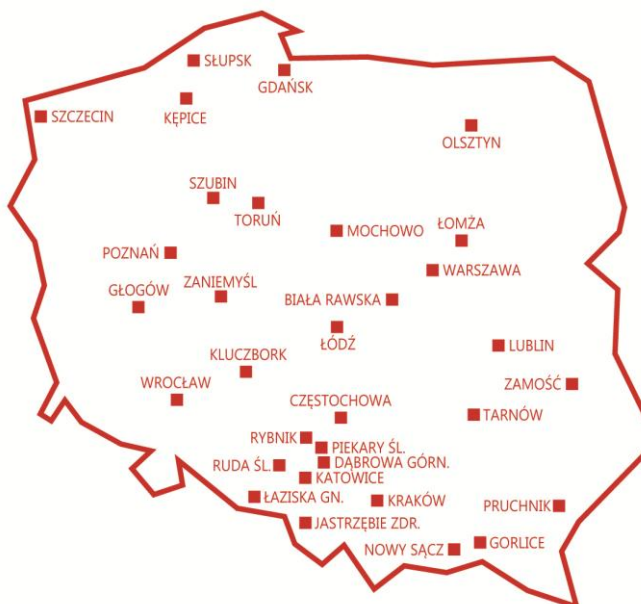 SŁUPSK
GDAŃSK
KĘPICE
SZCZECIN
OLSZTYN
SZUBIN
TORUŃ
MOCHOWO
ŁOMŻA
POZNAŃ
WARSZAWA
ZANIEMYŚL
GŁOGÓW
BIAŁA RAWSKA
ŁÓDŹ
LUBLIN
KLUCZBORK
WROCŁAW
ZAMOŚĆ
CZĘSTOCHOWA
TARNÓW
RYBNIK
PIEKARY ŚL.
DĄBROWA GÓRN.
RUDA ŚL.
KATOWICE
ŁAZISKA GN.
KRAKÓW
PRUCHNIK
JASTRZĘBIE ZDR.
NOWY SĄCZ
GORLICE